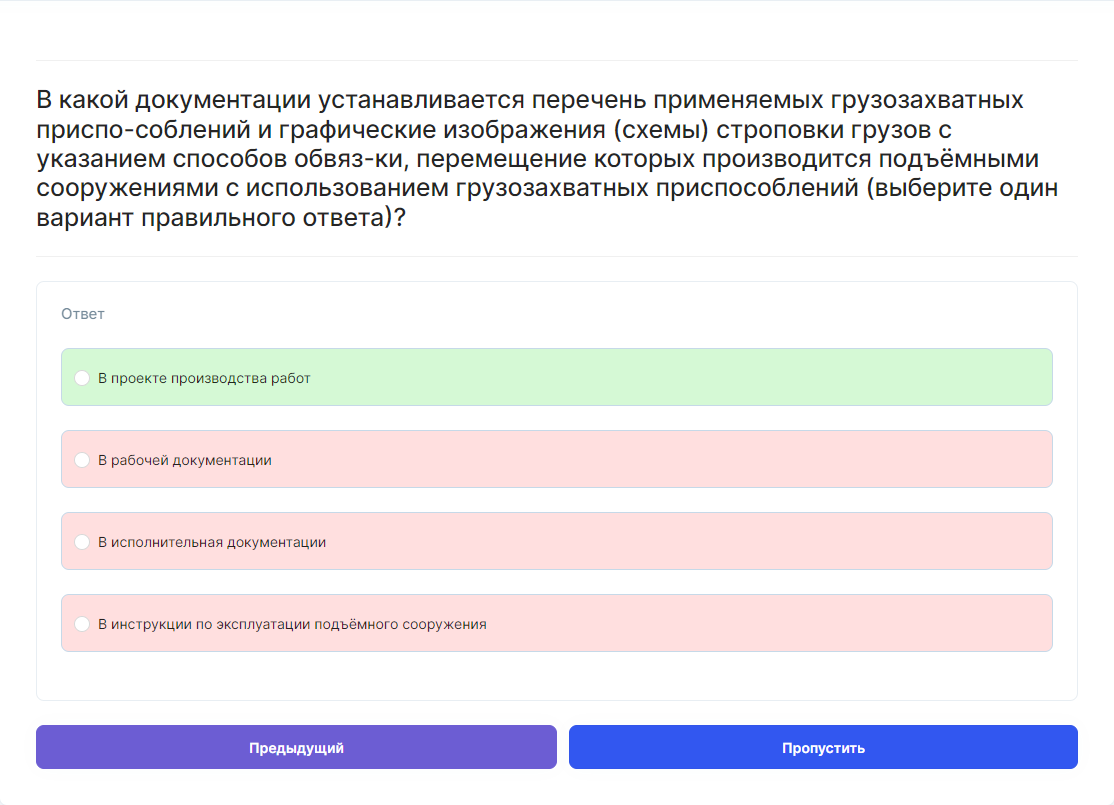 В какой документации устанавливается перечень применяемых грузозахватных
приспо-соблений и графические изображения (схемы) строповки грузов с
указанием способов обвяз-ки, перемещение которых производится подъёмными
сооружениями с использованием грузозахватных приспособлений (выберите один
вариант правильного ответа)?
Ответ
В проекте производства работ
В рабочей документации
В исполнительная документации
В инструкции по эксплуатации подъёмного сооружения
Предыдущий
Пропустить